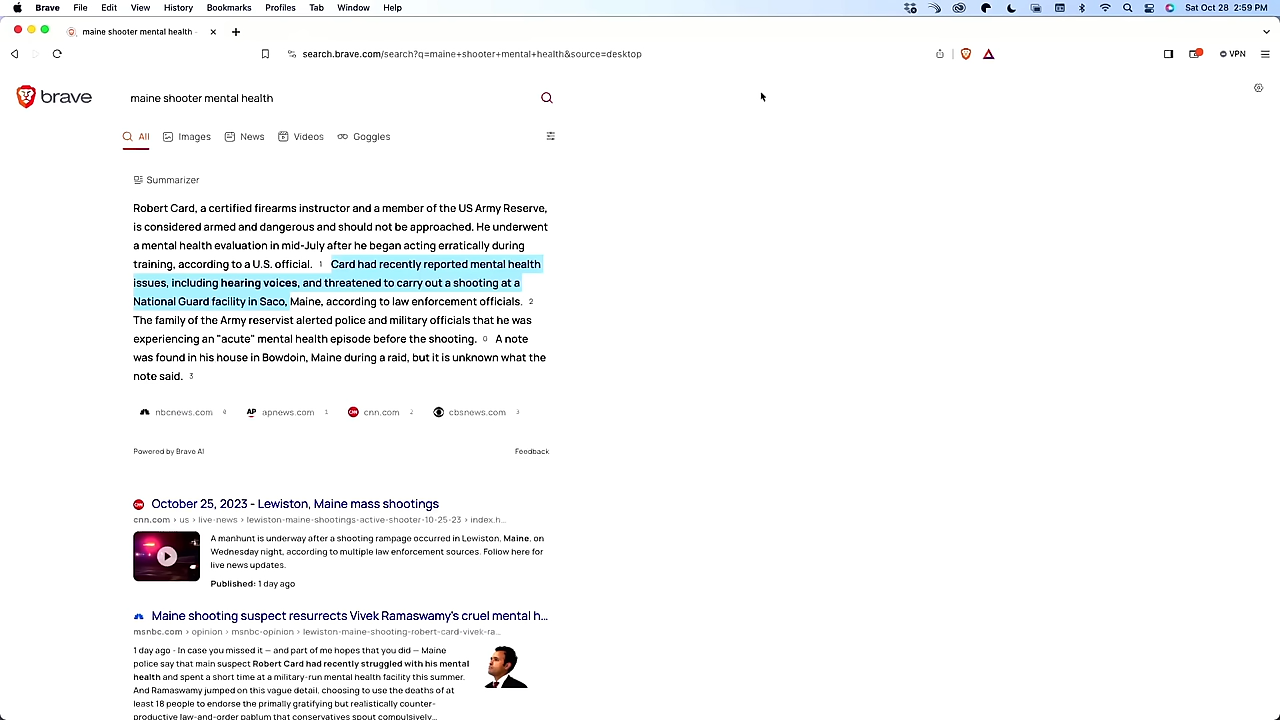 Brave File Edit View History Bookmarks Profiles Tab Window Help Sat Oct 28 2:59 PM
maine shooter mental health
search.brave.com/search?q=maine+shooter+mental+health&source=desktop VPN
brave maine shooter mental health
All Images News Videos Goggles
Summarizer
Robert Card, a certified firearms instructor and a member of the US Army Reserve,
is considered armed and dangerous and should not be approached. He underwent
a mental health evaluation in mid-July after he began acting erratically during
training, according to a U.S. official. 1 Card had recently reported mental health
issues, including hearing voices, and threatened to carry out a shooting at a
National Guard facility in Saco, Maine, according to law enforcement officials. 2
The family of the Army reservist alerted police and military officials that he was
experiencing an "acute" mental health episode before the shooting. 0 A note
was found in his house in Bowdoin, Maine during a raid, but it is unknown what the
note said. 3
nbcnews.com 0 AP apnews.com 1 CNN cnn.com 2 cbsnews.com 3
Powered by Brave AI Feedback
October 25, 2023 - Lewiston, Maine mass shootings
cnn.com › us › live-news › lewiston-maine-shootings-active-shooter-10-25-23 › index.h...
A manhunt is underway after a shooting rampage occurred in Lewiston, Maine, on
Wednesday night, according to multiple law enforcement sources. Follow here for
live news updates.
Published: 1 day ago
Maine shooting suspect resurrects Vivek Ramaswamy's cruel mental h...
msnbc.com › opinion › msnbc-opinion › lewiston-maine-shooting-robert-card-vivek-ra...
1 day ago - In case you missed it — and part of me hopes that you did — Maine
police say that main suspect Robert Card had recently struggled with his mental
health and spent a short time at a military-run mental health facility this summer.
And Ramaswamy jumped on this vague detail, choosing to use the deaths of at
least 18 people to endorse the primally gratifying but realistically counter-
productive law-and-order pablum that conservatives spout compulsively...